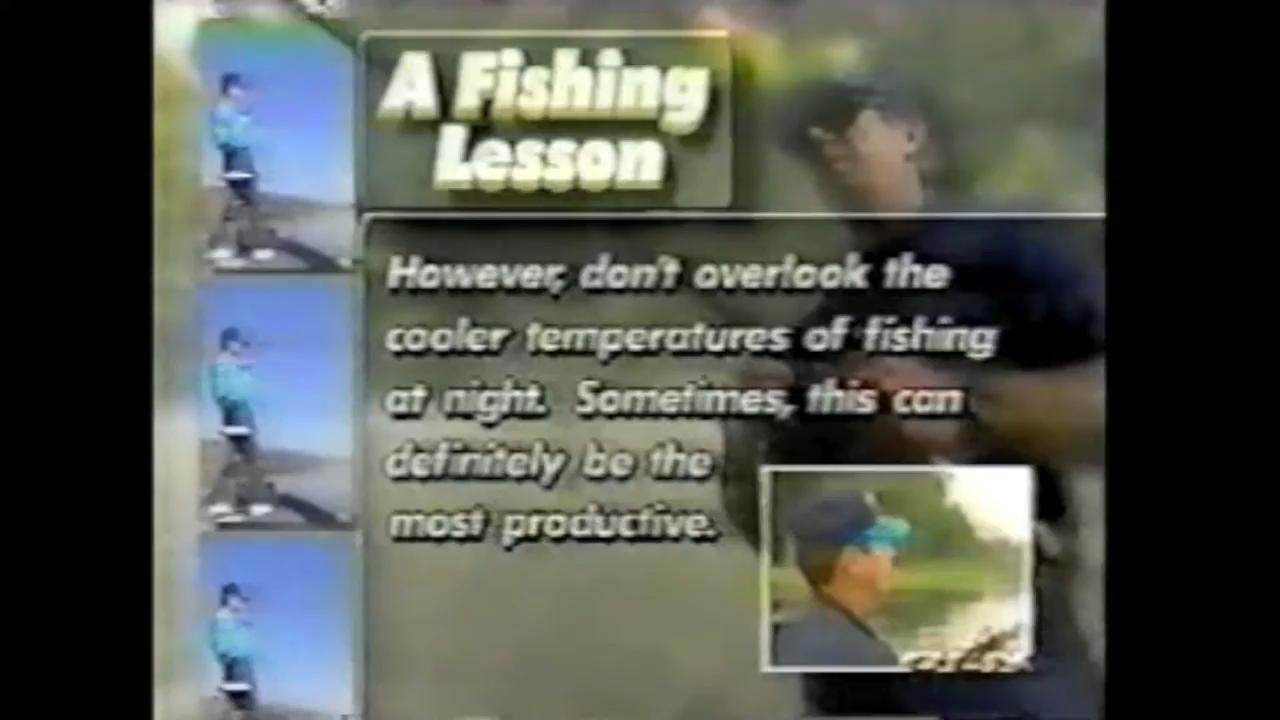 A Fishing
Lesson
However, don't overlook the
cooler temperatures of fishing
at night. Sometimes, this can
definitely be the
most productive.